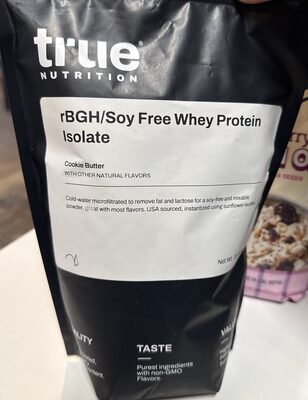 true
NUTRITION
rBGH/Soy Free Whey Protein
Isolate
Cookie Butter
WITH OTHER NATURAL FLAVORS
Cold-water microfiltrated to remove fat and lactose for a soy free and mixable
powder, great with most flavors. USA sourced, instantized using sunflower lecithin.
Net Wt.
TASTE
Purest ingredients
with non-GMO
Flavors.